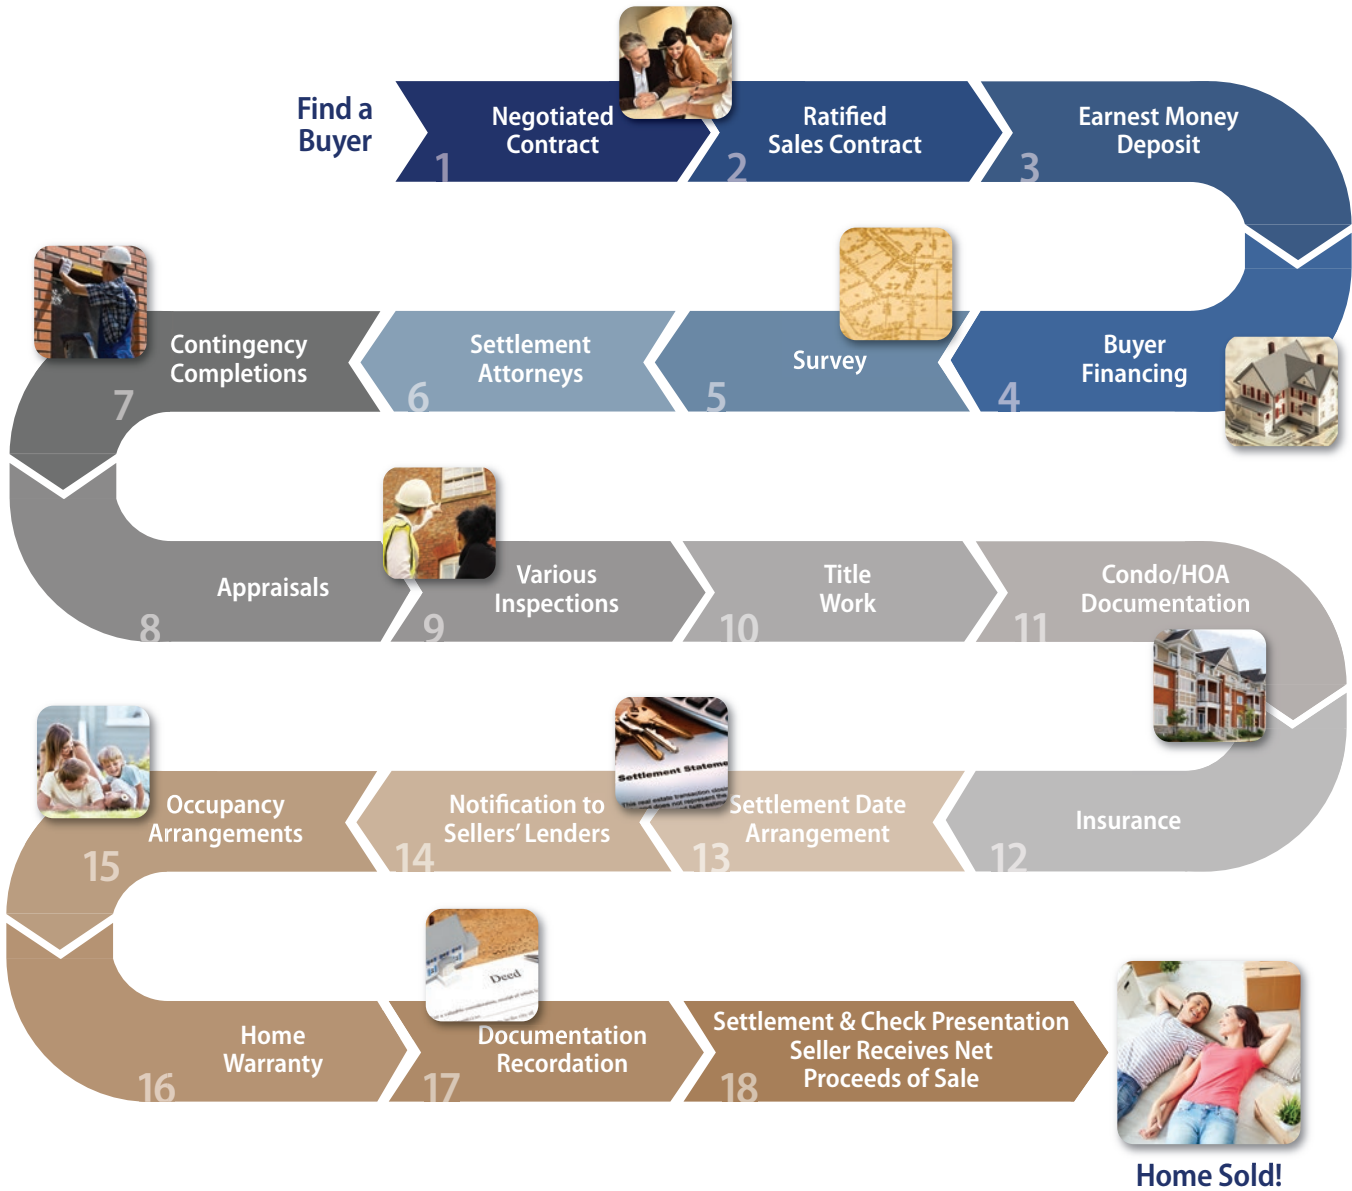 Find a
Buyer
Negotiated
Contract
1
Ratified
Sales Contract
2
Earnest Money
Deposit
3
Buyer
Financing
4
Survey
5
Settlement
Attorneys
6
Contingency
Completions
7
Appraisals
8
Various
Inspections
9
Title
Work
10
Condo/HOA
Documentation
11
Insurance
12
Settlement Date
Arrangement
13
Settlement Stateme
Notification to
Sellers' Lenders
14
Occupancy
Arrangements
15
Home
Warranty
16
Deed
Documentation
Recordation
17
Settlement & Check Presentation
Seller Receives Net
Proceeds of Sale
18
Home Sold!